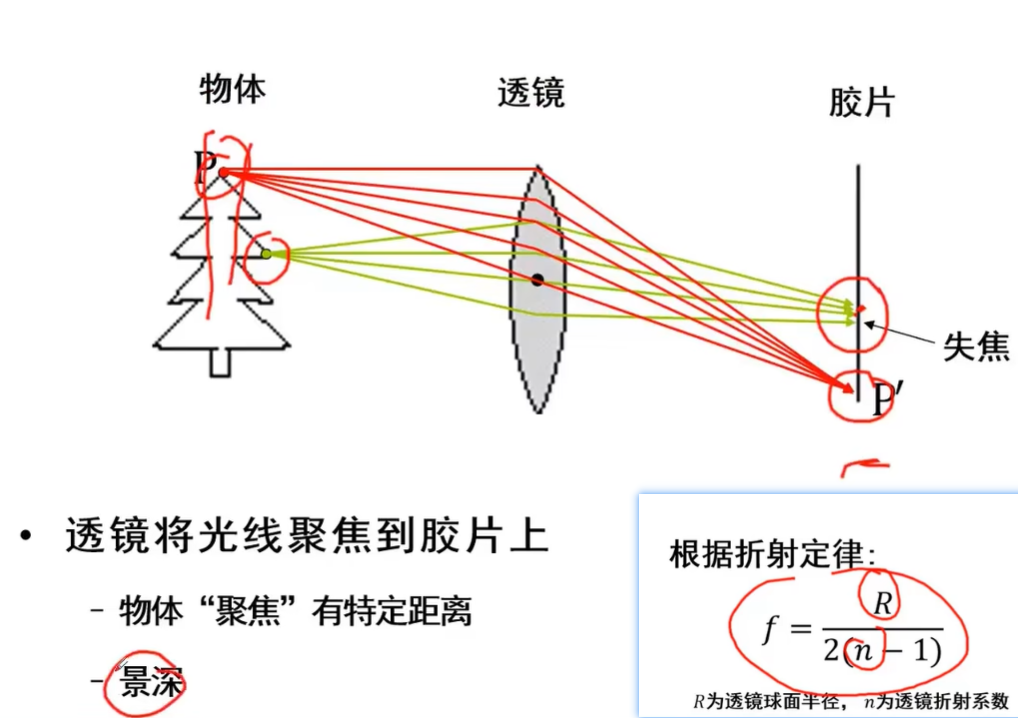 物体
透镜
胶片
P
失焦
P′
• 透镜将光线聚焦到胶片上
– 物体“聚焦”有特定距离
– 景深
根据折射定律：
f = R / 2(n − 1)
R为透镜球面半径， n为透镜折射系数